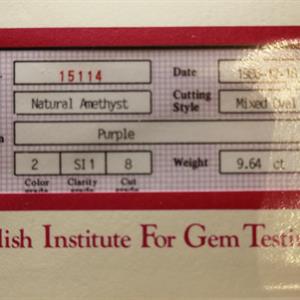 15114 Date
Natural Amethyst Cutting Style Mixed Oval
Purple
2 SI1 8 Weight 9.64 ct
Color Clarity Cut
lish Institute For Gem Testi